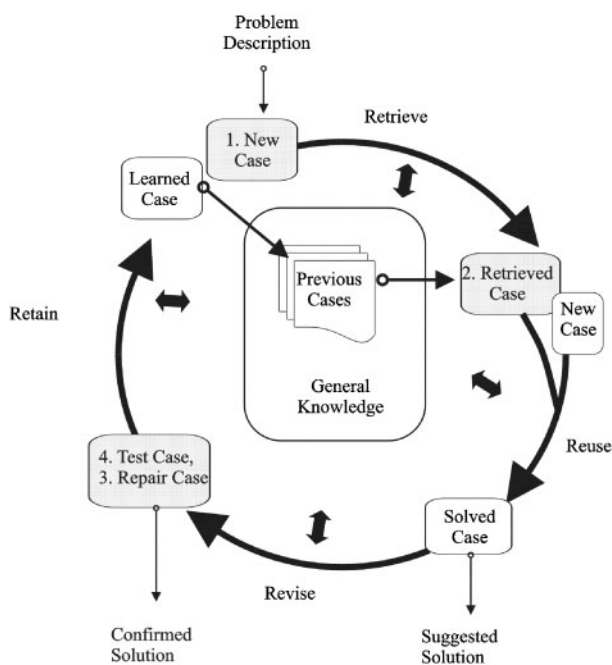 Problem
Description
Retrieve
1. New
Case
Learned
Case
Previous
Cases
2. Retrieved
Case
New
Case
Retain
General
Knowledge
Reuse
4. Test Case,
3. Repair Case
Solved
Case
Revise
Confirmed
Solution
Suggested
Solution